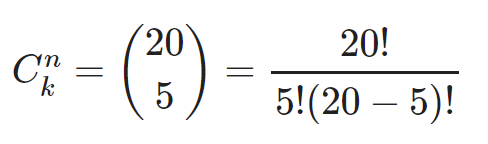 $C_k^n = \binom{20}{5} = \frac{20!}{5!(20-5)!}$